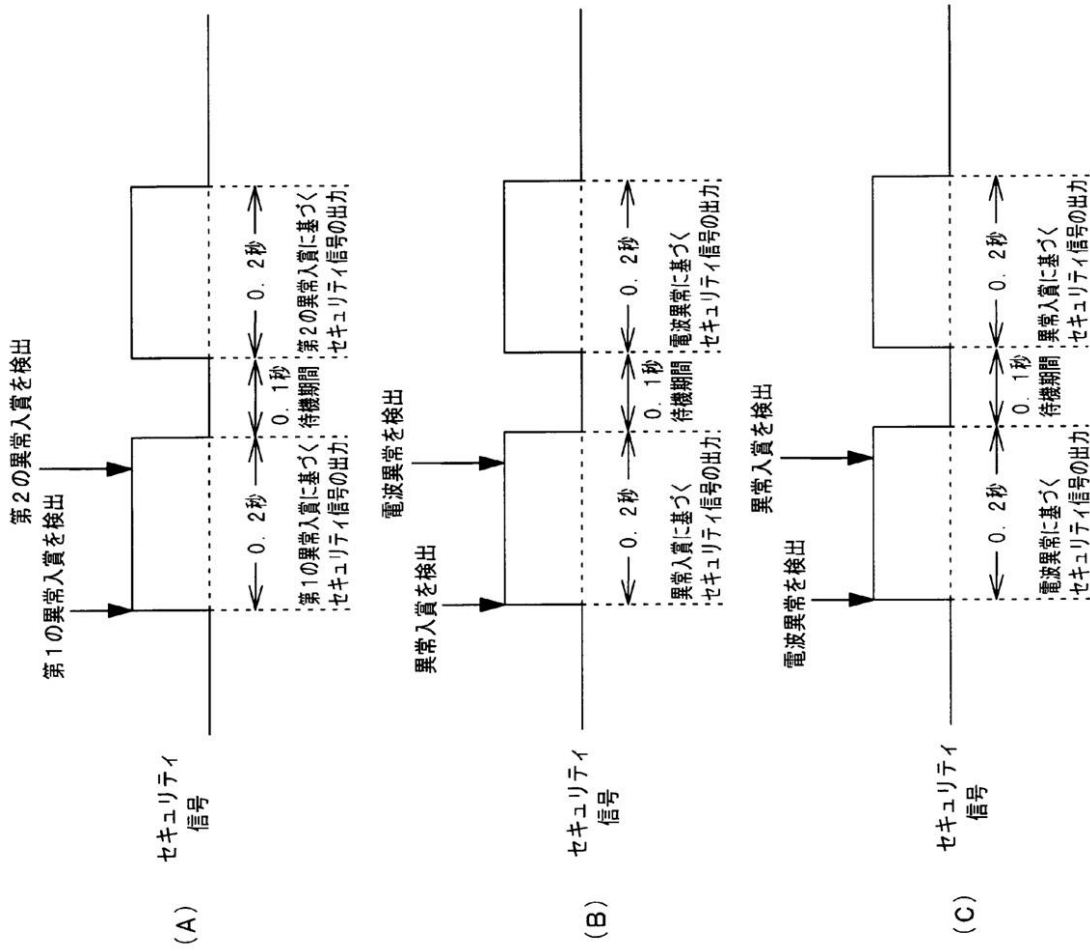 (A)
セキュリティ
信号
第1の異常入賞を検出
第2の異常入賞を検出
0.2秒
第1の異常入賞に基づく
セキュリティ信号の出力
0.1秒
待機期間
0.2秒
第2の異常入賞に基づく
セキュリティ信号の出力
(B)
セキュリティ
信号
異常入賞を検出
電波異常を検出
0.2秒
異常入賞に基づく
セキュリティ信号の出力
0.1秒
待機期間
0.2秒
電波異常に基づく
セキュリティ信号の出力
(C)
セキュリティ
信号
電波異常を検出
異常入賞を検出
0.2秒
電波異常に基づく
セキュリティ信号の出力
0.1秒
待機期間
0.2秒
異常入賞に基づく
セキュリティ信号の出力